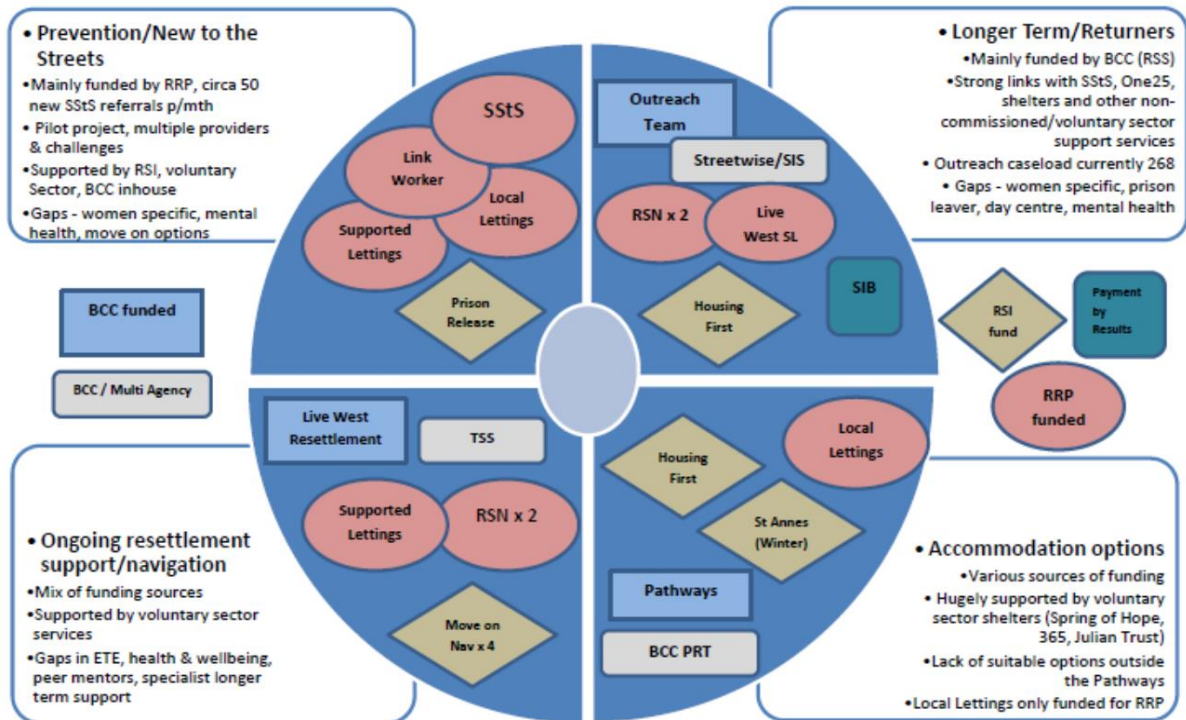 • Prevention/New to the
Streets
•Mainly funded by RRP, circa 50
new SStS referrals p/mth
• Pilot project, multiple providers
& challenges
•Supported by RSI, voluntary
Sector, BCC inhouse
•Gaps - women specific, mental
health, move on options
SStS
Link
Worker
Local
Lettings
Supported
Lettings
Prison
Release
Outreach
Team
Streetwise/SIS
RSN x 2
Live
West SL
SIB
Housing
First
• Longer Term/Returners
•Mainly funded by BCC (RSS)
•Strong links with SStS, One25,
shelters and other non-
commissioned/voluntary sector
support services
• Outreach caseload currently 268
• Gaps - women specific, prison
leaver, day centre, mental health
BCC funded
BCC / Multi Agency
RSI
fund
Payment
by
Results
RRP
funded
• Ongoing resettlement
support/navigation
•Mix of funding sources
•Supported by voluntary sector
services
•Gaps in ETE, health & wellbeing,
peer mentors, specialist longer
term support
Live West
Resettlement
TSS
Supported
Lettings
RSN x 2
Move on
Nav x 4
Local
Lettings
Housing
First
St Annes
(Winter)
Pathways
BCC PRT
• Accommodation options
•Various sources of funding
• Hugely supported by voluntary
sector shelters (Spring of Hope,
365, Julian Trust)
•Lack of suitable options outside
the Pathways
•Local Lettings only funded for RRP